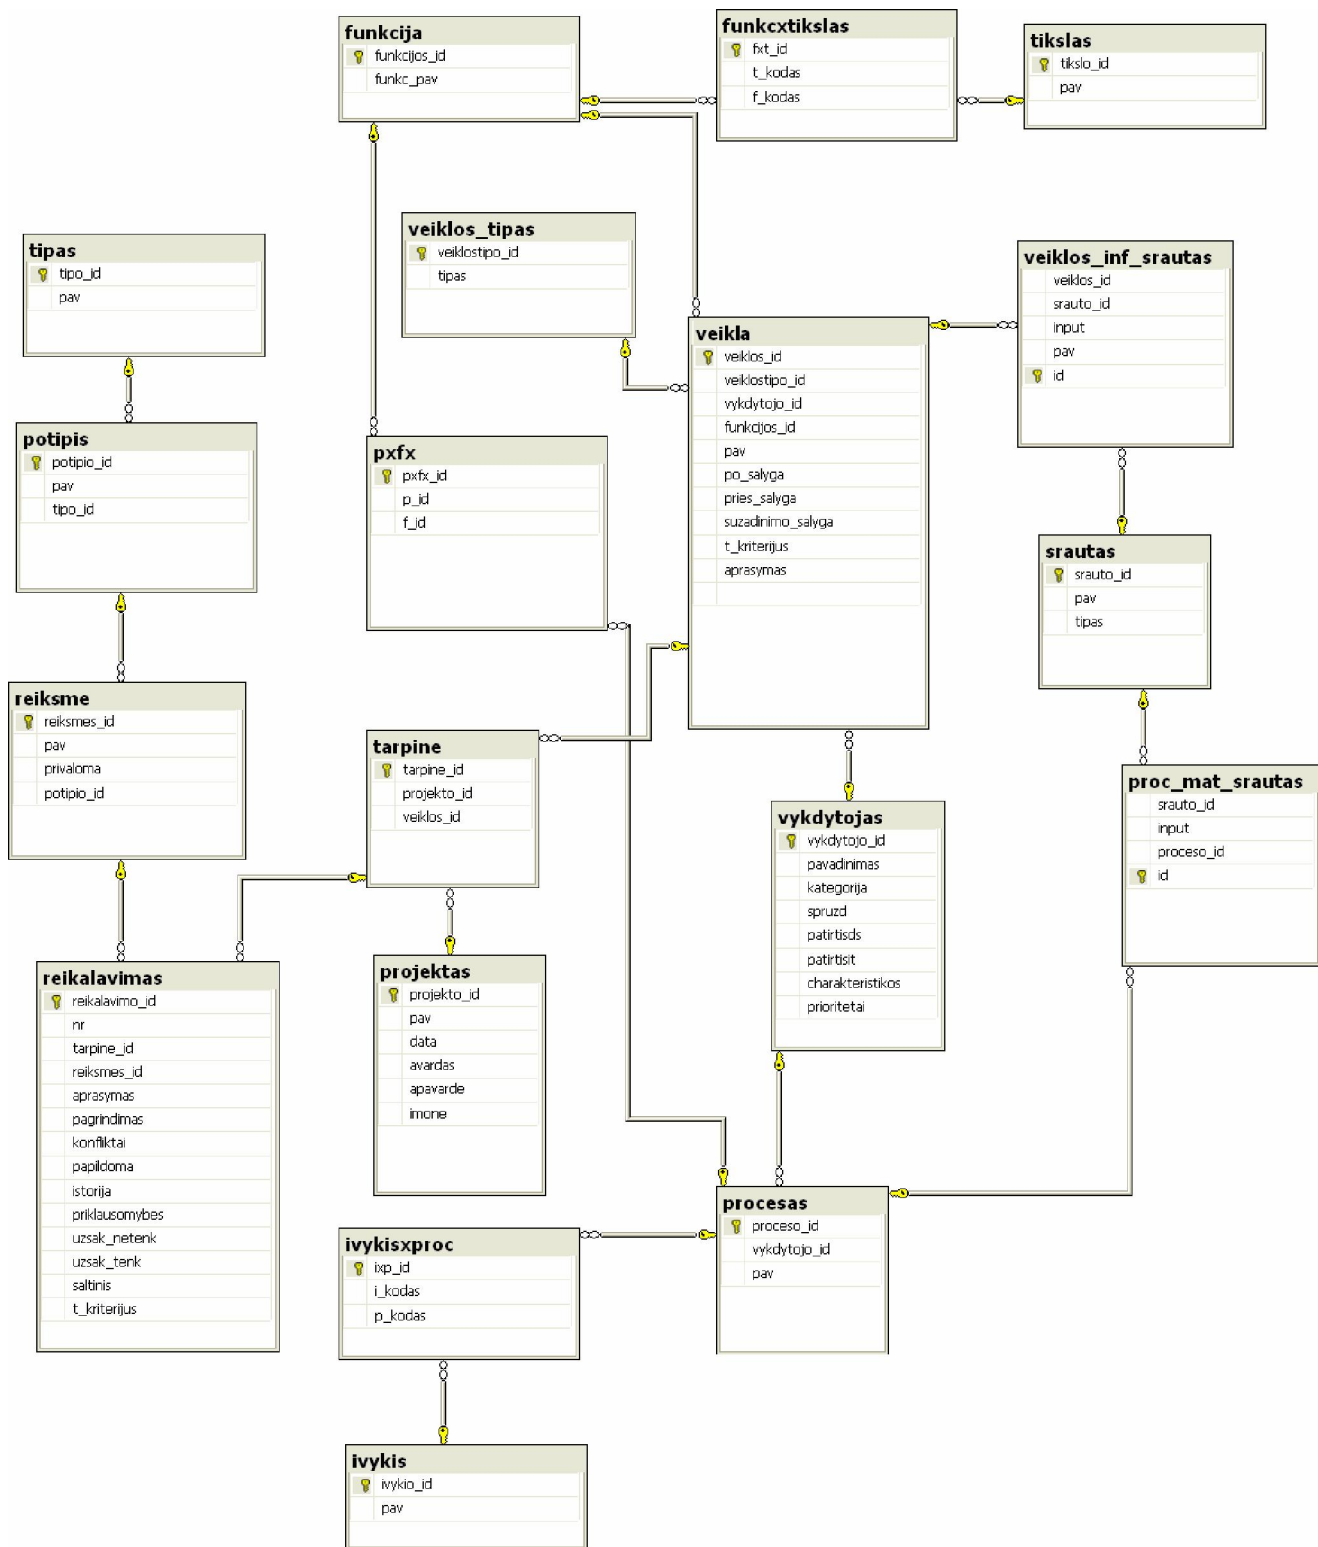 funkcija
funkcijos_id
funkc_pav
funkcxtikslas
fxt_id
t_kodas
f_kodas
tikslas
tikslo_id
pav
tipas
tipo_id
pav
veiklos_tipas
veiklostipo_id
tipas
veiklos_inf_srautas
veiklos_id
srauto_id
input
pav
id
veikla
veiklos_id
veiklostipo_id
vykdytojo_id
funkcijos_id
pav
po_salyga
pries_salyga
suzadinimo_salyga
t_kriterijus
aprasymas
potipis
potipio_id
pav
tipo_id
pxfx
pxfx_id
p_id
f_id
srautas
srauto_id
pav
tipas
reiksme
reiksmes_id
pav
privaloma
potipio_id
tarpine
tarpine_id
projekto_id
veiklos_id
vykdytojas
vykdytojo_id
pavadinimas
kategorija
spruzd
patirtisds
patirtisit
charakteristikos
prioritetai
proc_mat_srautas
srauto_id
input
proceso_id
id
reikalavimas
reikalavimo_id
nr
tarpine_id
reiksmes_id
aprasymas
pagrindimas
konfliktai
papildoma
istorija
priklausomybes
uzsak_netenk
uzsak_tenk
saltinis
t_kriterijus
projektas
projekto_id
pav
data
avardas
apavarde
imone
procesas
proceso_id
vykdytojo_id
pav
ivykisxproc
ixp_id
i_kodas
p_kodas
ivykis
ivykio_id
pav